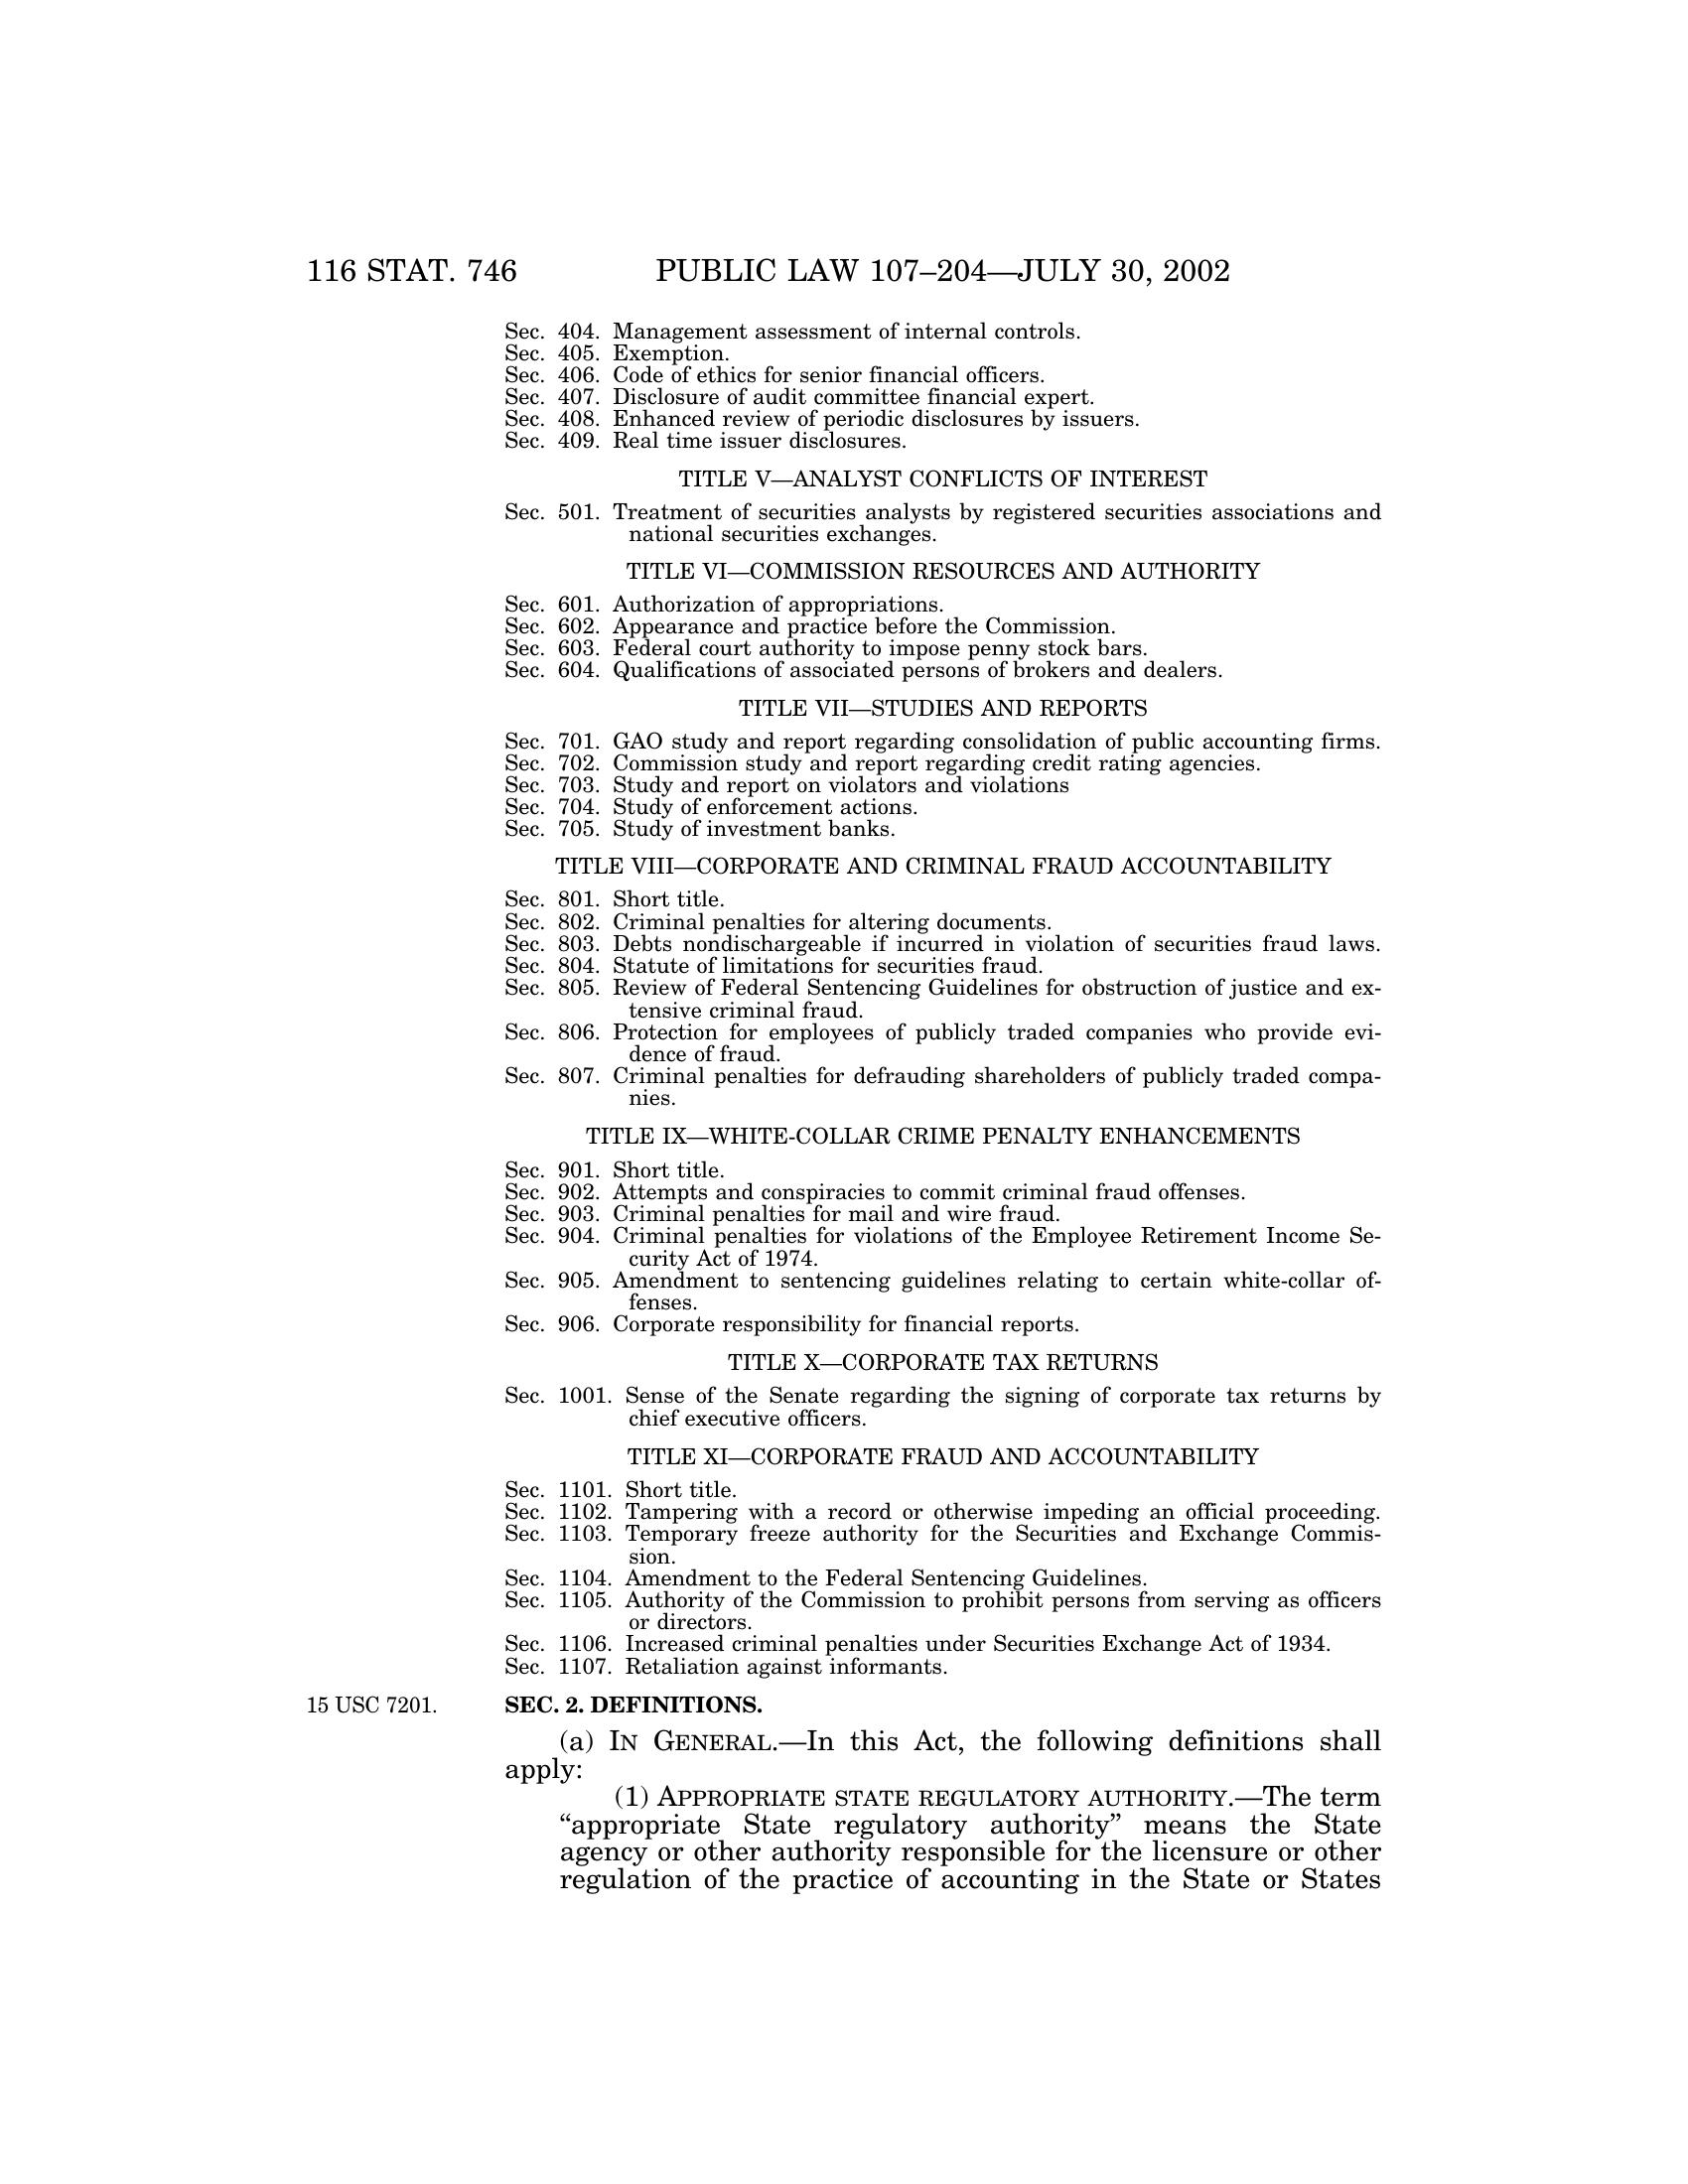 116 STAT. 746 PUBLIC LAW 107–204—JULY 30, 2002
Sec. 404. Management assessment of internal controls.
Sec. 405. Exemption.
Sec. 406. Code of ethics for senior financial officers.
Sec. 407. Disclosure of audit committee financial expert.
Sec. 408. Enhanced review of periodic disclosures by issuers.
Sec. 409. Real time issuer disclosures.
TITLE V—ANALYST CONFLICTS OF INTEREST
Sec. 501. Treatment of securities analysts by registered securities associations and
national securities exchanges.
TITLE VI—COMMISSION RESOURCES AND AUTHORITY
Sec. 601. Authorization of appropriations.
Sec. 602. Appearance and practice before the Commission.
Sec. 603. Federal court authority to impose penny stock bars.
Sec. 604. Qualifications of associated persons of brokers and dealers.
TITLE VII—STUDIES AND REPORTS
Sec. 701. GAO study and report regarding consolidation of public accounting firms.
Sec. 702. Commission study and report regarding credit rating agencies.
Sec. 703. Study and report on violators and violations
Sec. 704. Study of enforcement actions.
Sec. 705. Study of investment banks.
TITLE VIII—CORPORATE AND CRIMINAL FRAUD ACCOUNTABILITY
Sec. 801. Short title.
Sec. 802. Criminal penalties for altering documents.
Sec. 803. Debts nondischargeable if incurred in violation of securities fraud laws.
Sec. 804. Statute of limitations for securities fraud.
Sec. 805. Review of Federal Sentencing Guidelines for obstruction of justice and ex-
tensive criminal fraud.
Sec. 806. Protection for employees of publicly traded companies who provide evi-
dence of fraud.
Sec. 807. Criminal penalties for defrauding shareholders of publicly traded compa-
nies.
TITLE IX—WHITE-COLLAR CRIME PENALTY ENHANCEMENTS
Sec. 901. Short title.
Sec. 902. Attempts and conspiracies to commit criminal fraud offenses.
Sec. 903. Criminal penalties for mail and wire fraud.
Sec. 904. Criminal penalties for violations of the Employee Retirement Income Se-
curity Act of 1974.
Sec. 905. Amendment to sentencing guidelines relating to certain white-collar of-
fenses.
Sec. 906. Corporate responsibility for financial reports.
TITLE X—CORPORATE TAX RETURNS
Sec. 1001. Sense of the Senate regarding the signing of corporate tax returns by
chief executive officers.
TITLE XI—CORPORATE FRAUD AND ACCOUNTABILITY
Sec. 1101. Short title.
Sec. 1102. Tampering with a record or otherwise impeding an official proceeding.
Sec. 1103. Temporary freeze authority for the Securities and Exchange Commis-
sion.
Sec. 1104. Amendment to the Federal Sentencing Guidelines.
Sec. 1105. Authority of the Commission to prohibit persons from serving as officers
or directors.
Sec. 1106. Increased criminal penalties under Securities Exchange Act of 1934.
Sec. 1107. Retaliation against informants.
15 USC 7201. SEC. 2. DEFINITIONS.
(a) IN GENERAL.—In this Act, the following definitions shall
apply:
(1) APPROPRIATE STATE REGULATORY AUTHORITY.—The term
“appropriate State regulatory authority” means the State
agency or other authority responsible for the licensure or other
regulation of the practice of accounting in the State or States